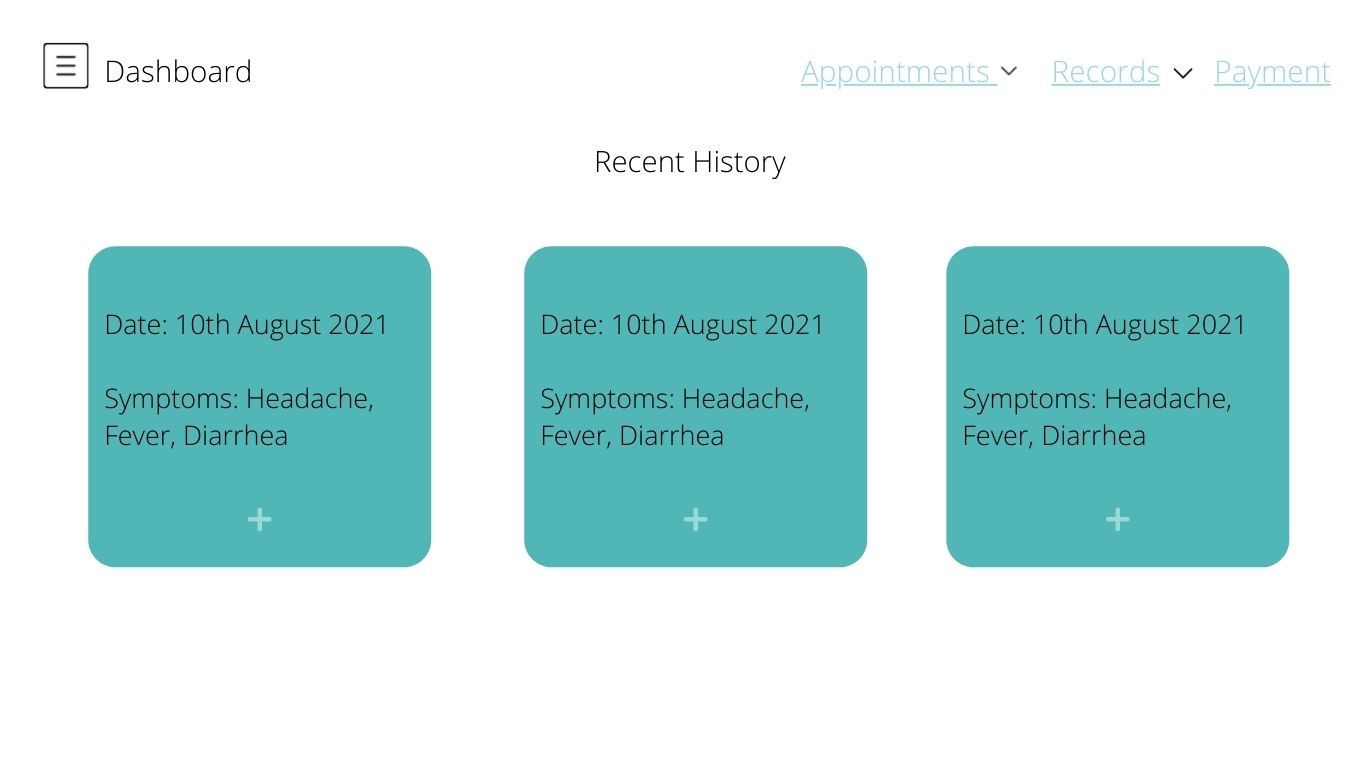 Dashboard
Appointments
Records
Payment
Recent History
Date: 10th August 2021
Symptoms: Headache,
Fever, Diarrhea
+
Date: 10th August 2021
Symptoms: Headache,
Fever, Diarrhea
+
Date: 10th August 2021
Symptoms: Headache,
Fever, Diarrhea
+